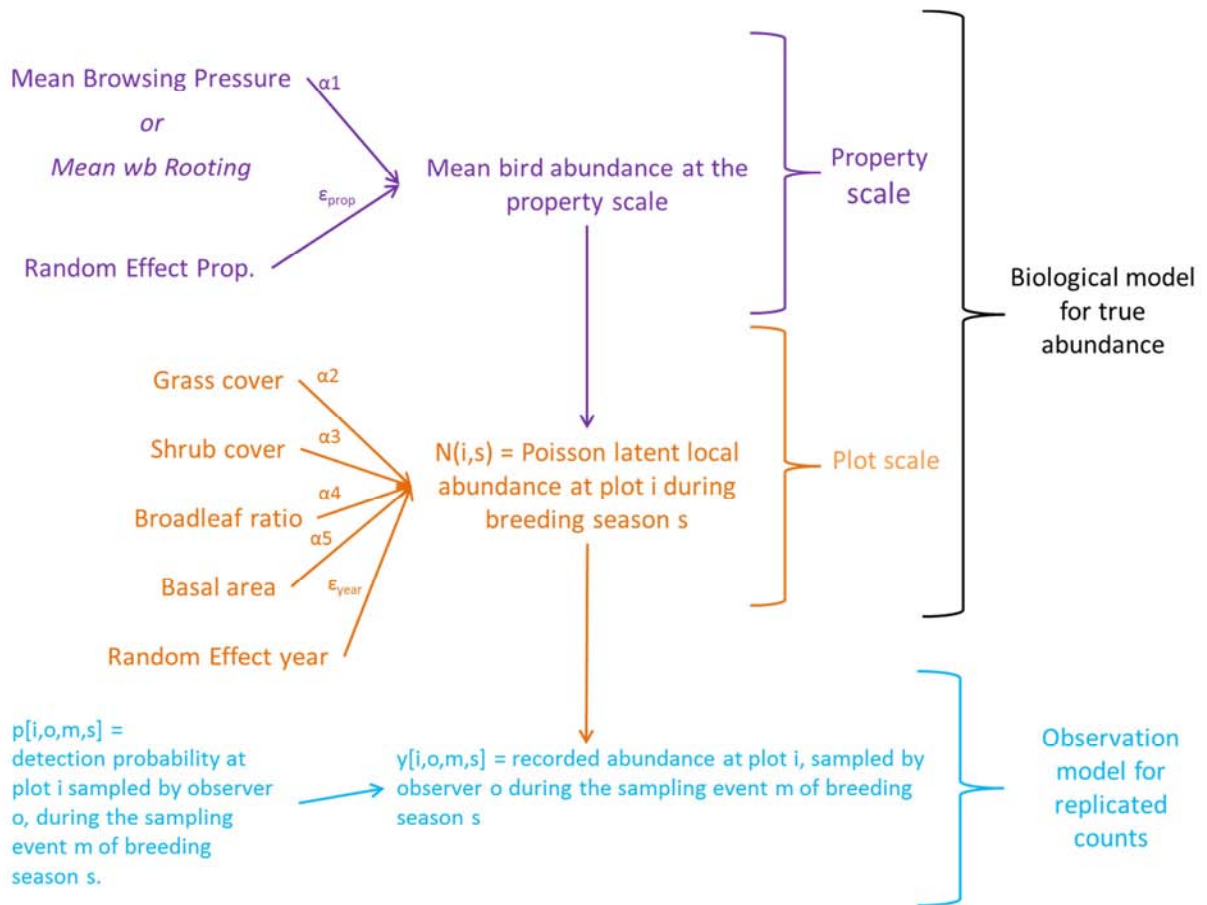 Mean Browsing Pressure
or
Mean wb Rooting
α1
εprop
Random Effect Prop.
Mean bird abundance at the
property scale
Property
scale
Biological model
for true
abundance
Grass cover
α2
Shrub cover
α3
Broadleaf ratio
α4
Basal area
α5
Random Effect year
εyear
N(i,s) = Poisson latent local
abundance at plot i during
breeding season s
Plot scale
p[i,o,m,s] =
detection probability at
plot i sampled by observer
o, during the sampling
event m of breeding
season s.
y[i,o,m,s] = recorded abundance at plot i, sampled by
observer o during the sampling event m of breeding
season s
Observation
model for
replicated
counts